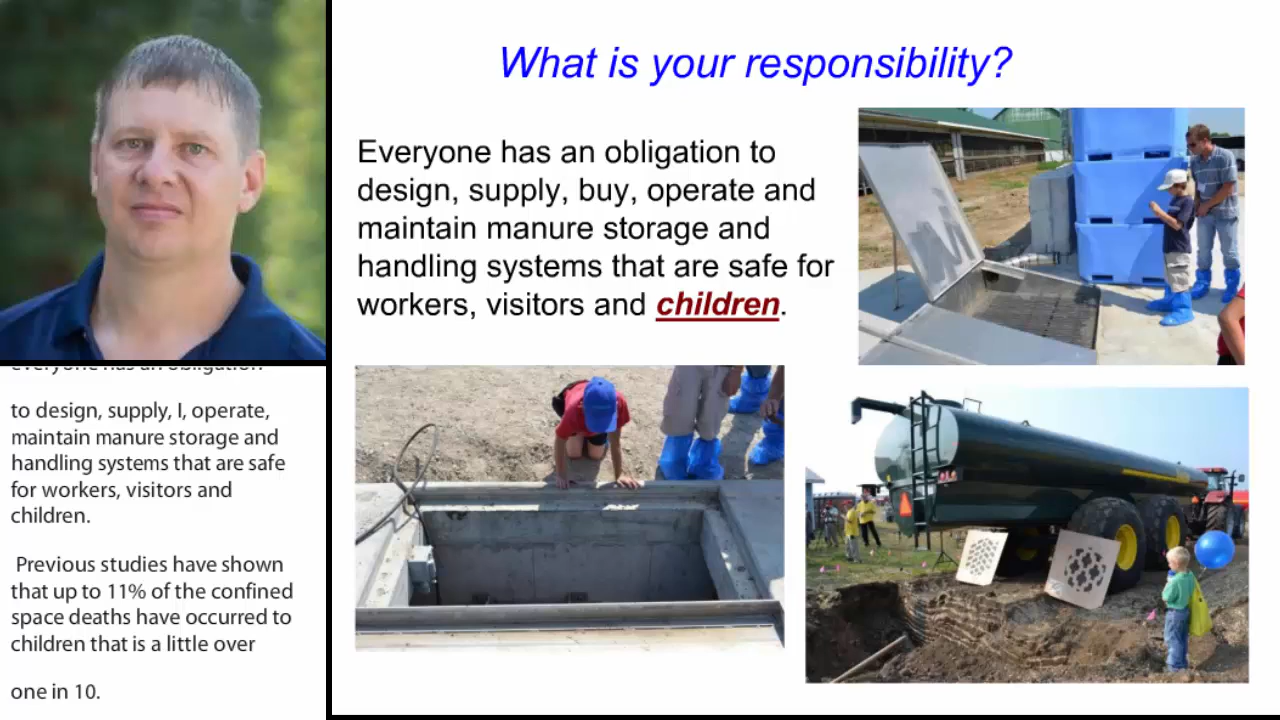 What is your responsibility?
Everyone has an obligation to
design, supply, buy, operate and
maintain manure storage and
handling systems that are safe for
workers, visitors and children.
everyone has an obligation
to design, supply, I, operate,
maintain manure storage and
handling systems that are safe
for workers, visitors and
children.
Previous studies have shown
that up to 11% of the confined
space deaths have occurred to
children that is a little over
one in 10.